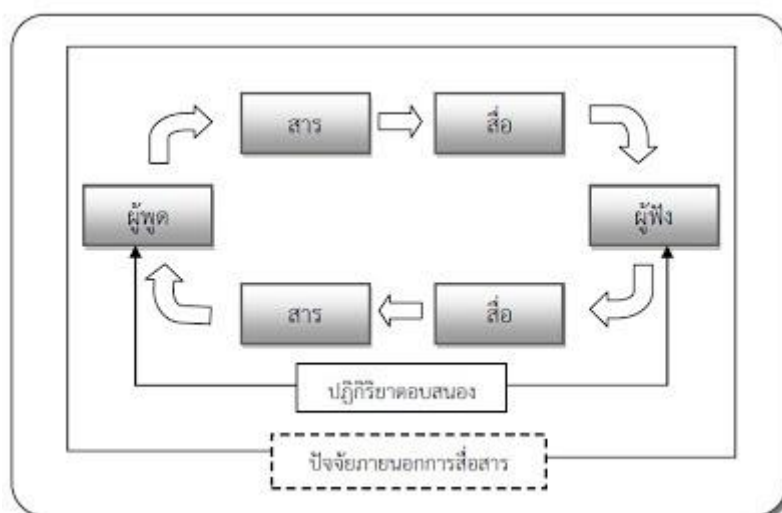 สาร
สื่อ
ผู้พูด
ผู้ฟัง
สาร
สื่อ
ปฏิกิริยาตอบสนอง
ปัจจัยภายนอกการสื่อสาร